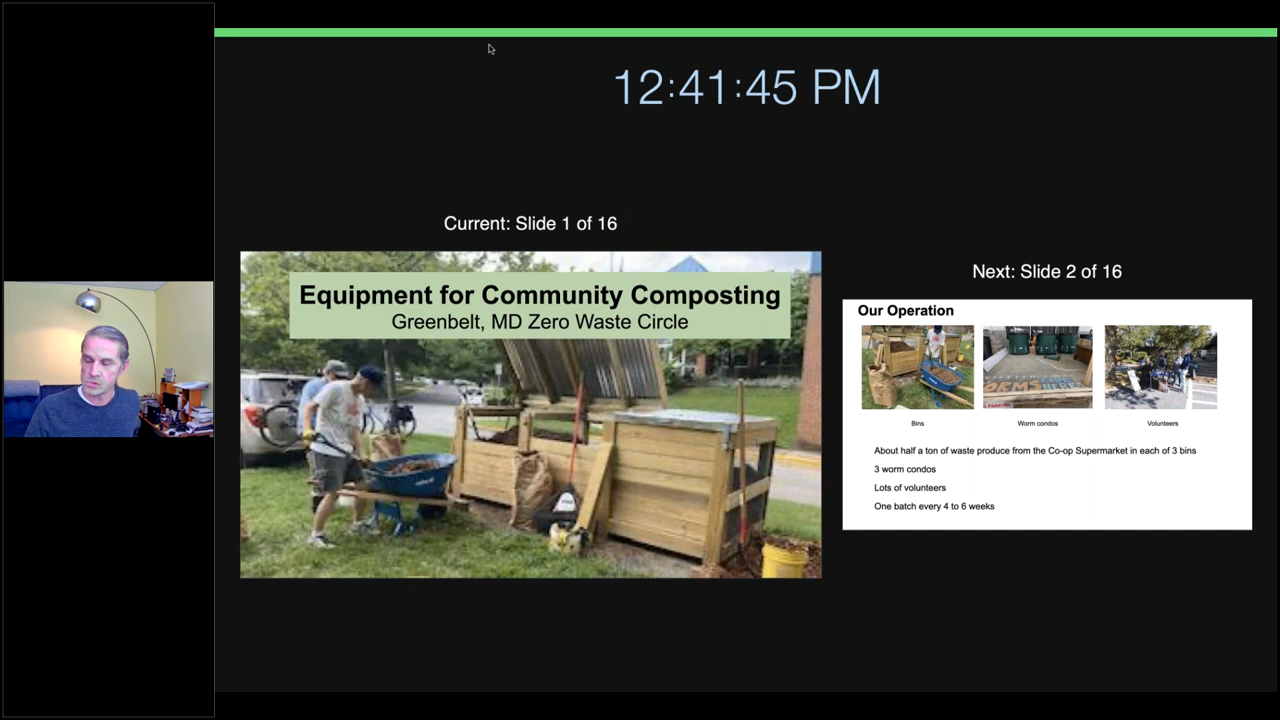 12:41:45 PM
Current: Slide 1 of 16
Equipment for Community Composting
Greenbelt, MD Zero Waste Circle
Next: Slide 2 of 16
Our Operation
ORMS HERE
Bins
Worm condos
Volunteers
About half a ton of waste produce from the Co-op Supermarket in each of 3 bins
3 worm condos
Lots of volunteers
One batch every 4 to 6 weeks